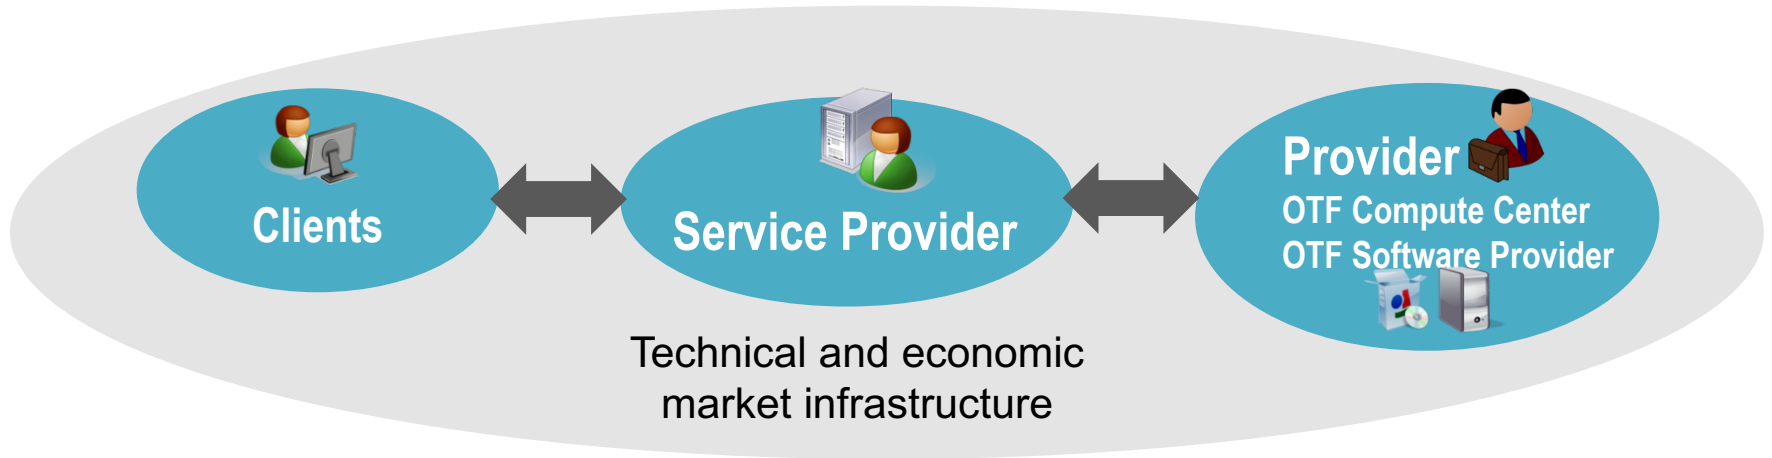 Clients
Service Provider
Provider
OTF Compute Center
OTF Software Provider
Technical and economic
market infrastructure